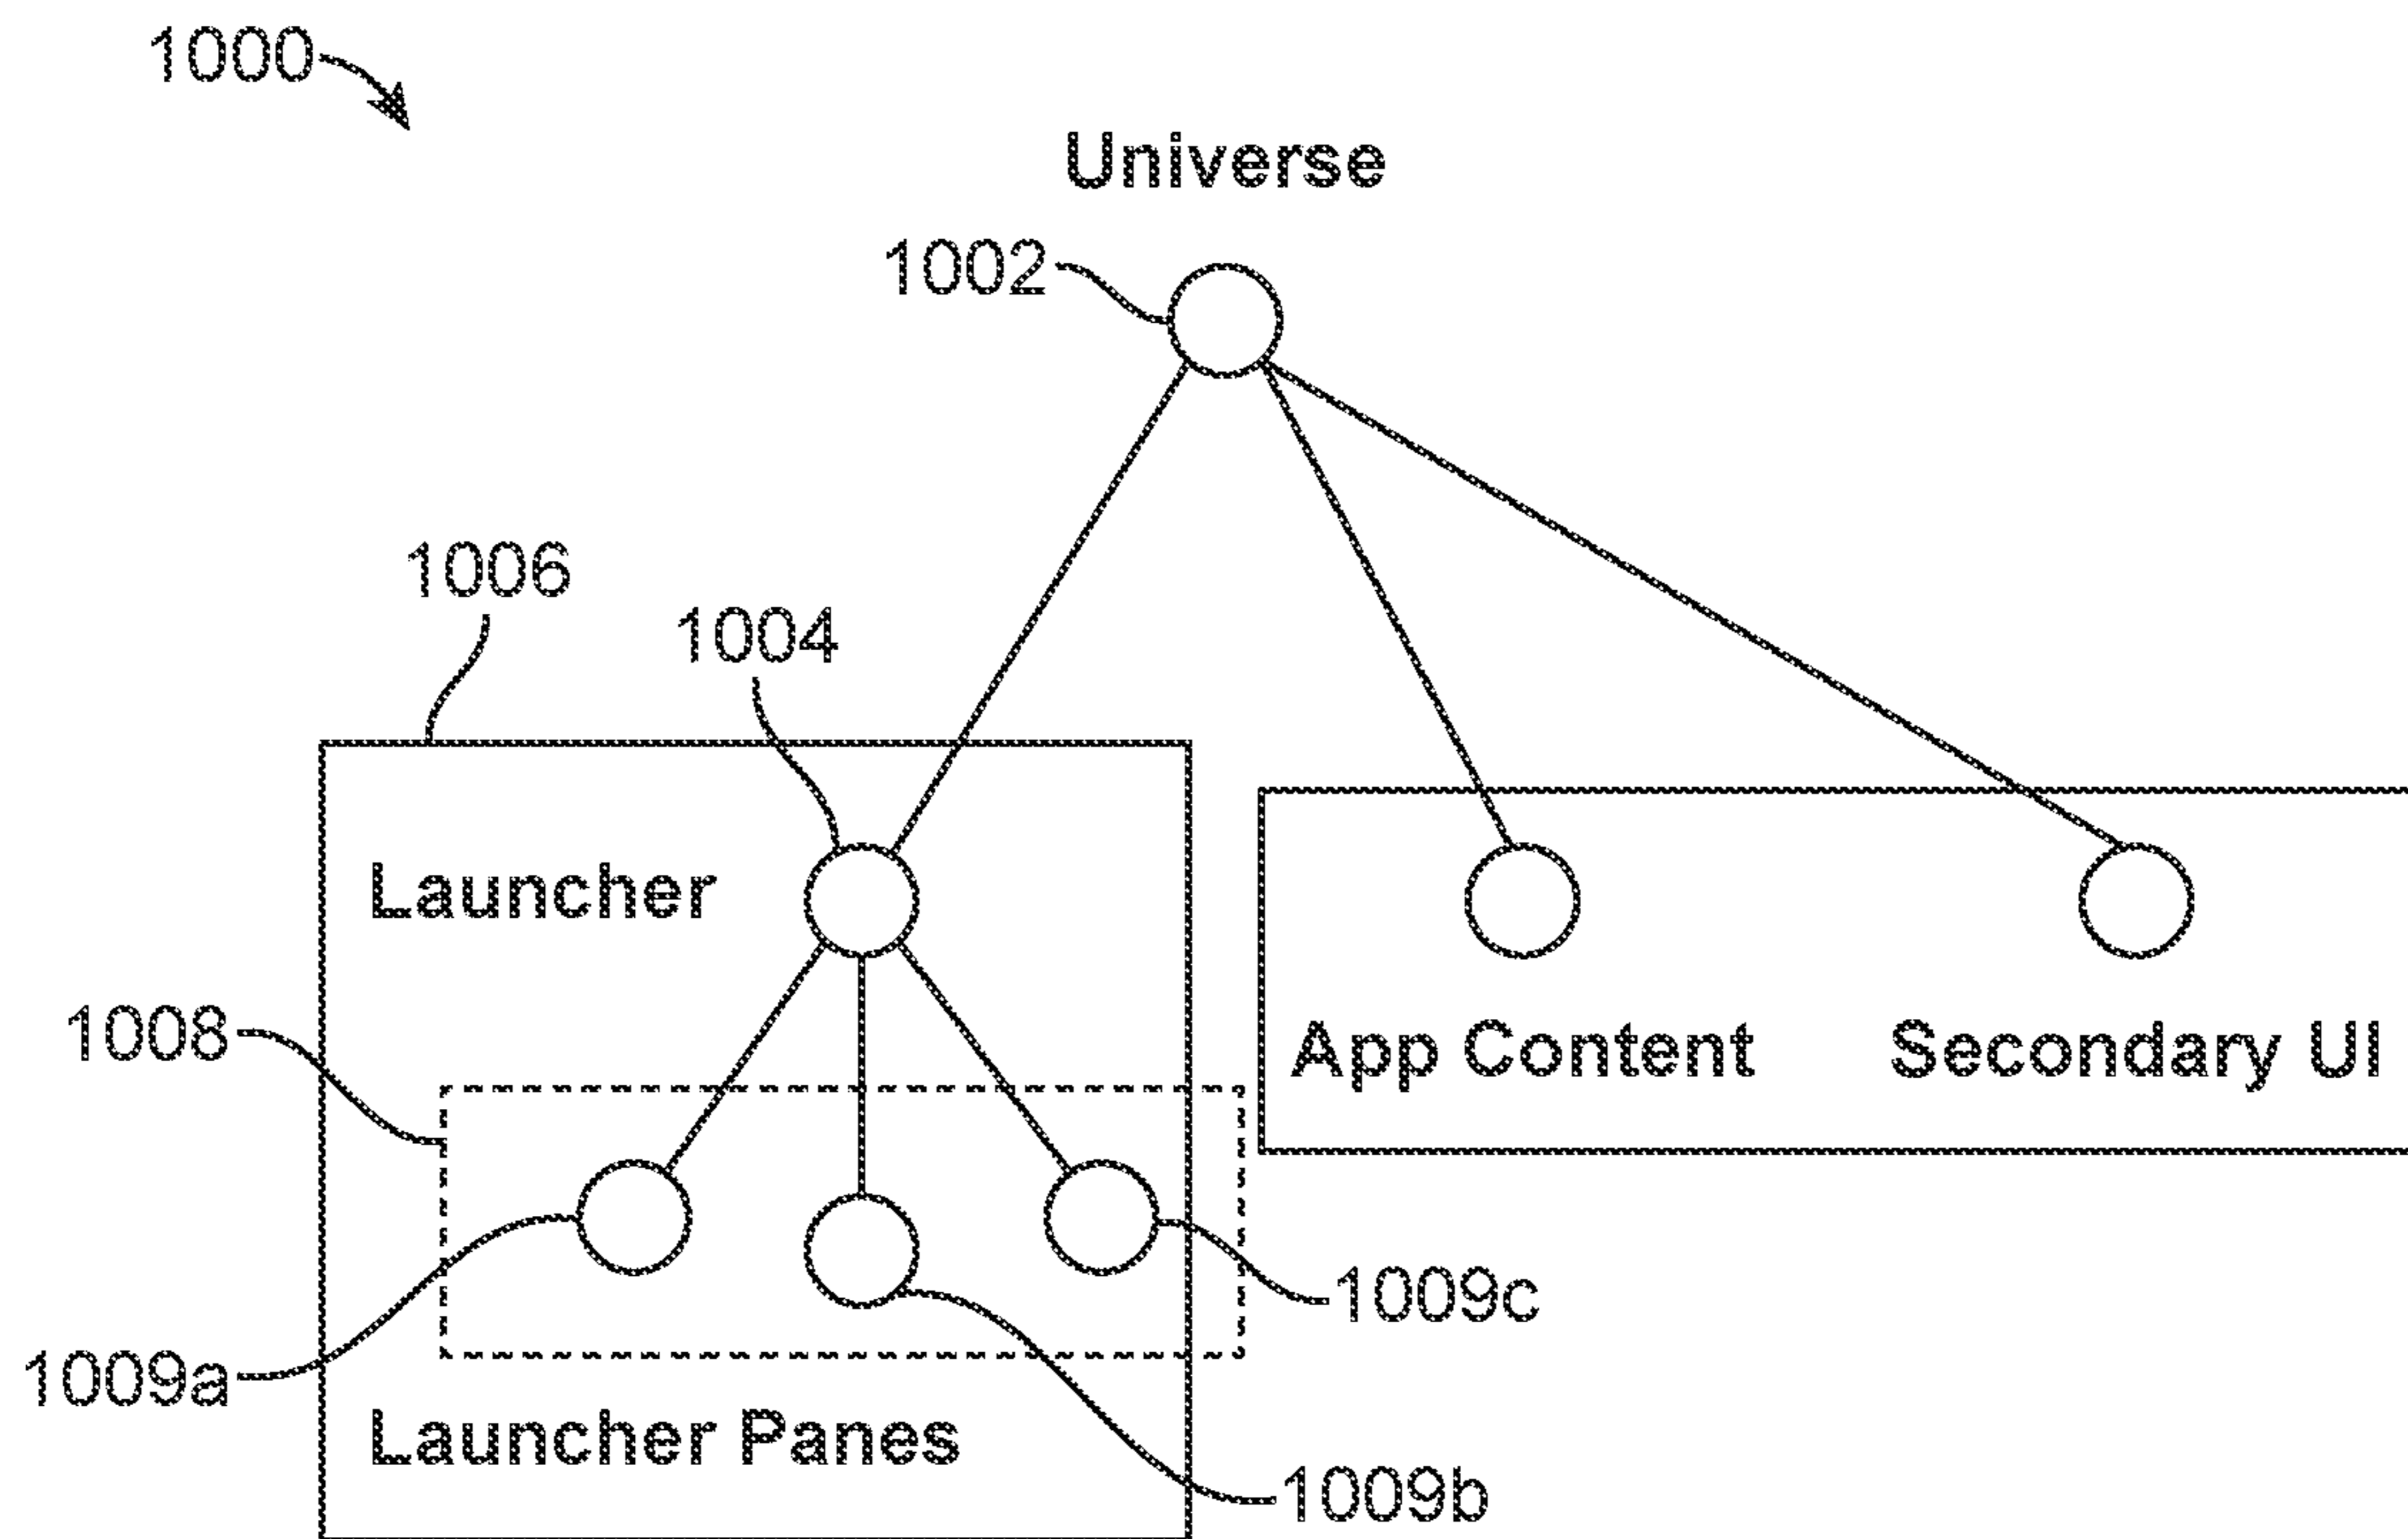 1000
Universe
1002
1006
1004
Launcher
1008
App Content
Secondary UI
1009c
1009a
Launcher Panes
1009b